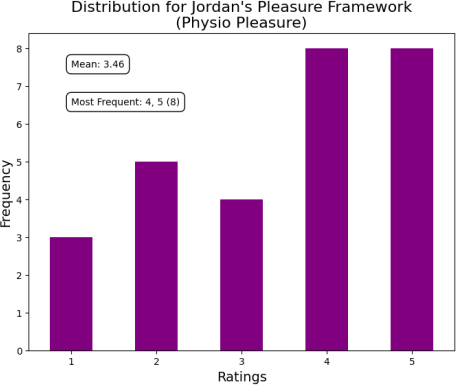 Distribution for Jordan's Pleasure Framework
(Physio Pleasure)
Mean: 3.46
Most Frequent: 4, 5 (8)
Frequency
8
7
6
5
4
3
2
1
0
1 2 3 4 5
Ratings